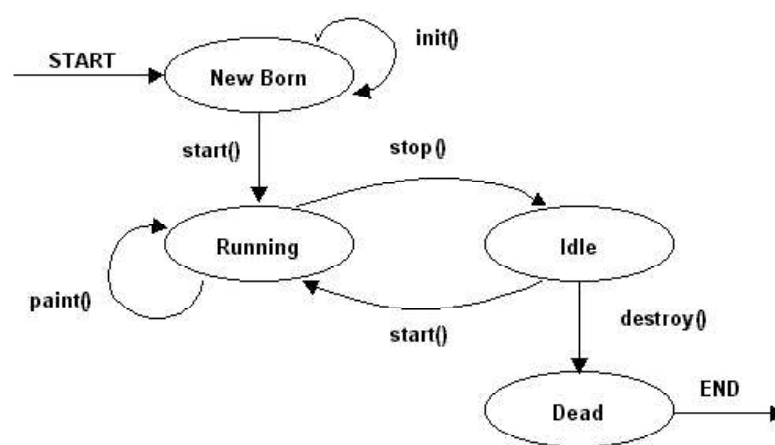 init()
START
New Born
start()
stop()
Running
Idle
paint()
start()
destroy()
END
Dead